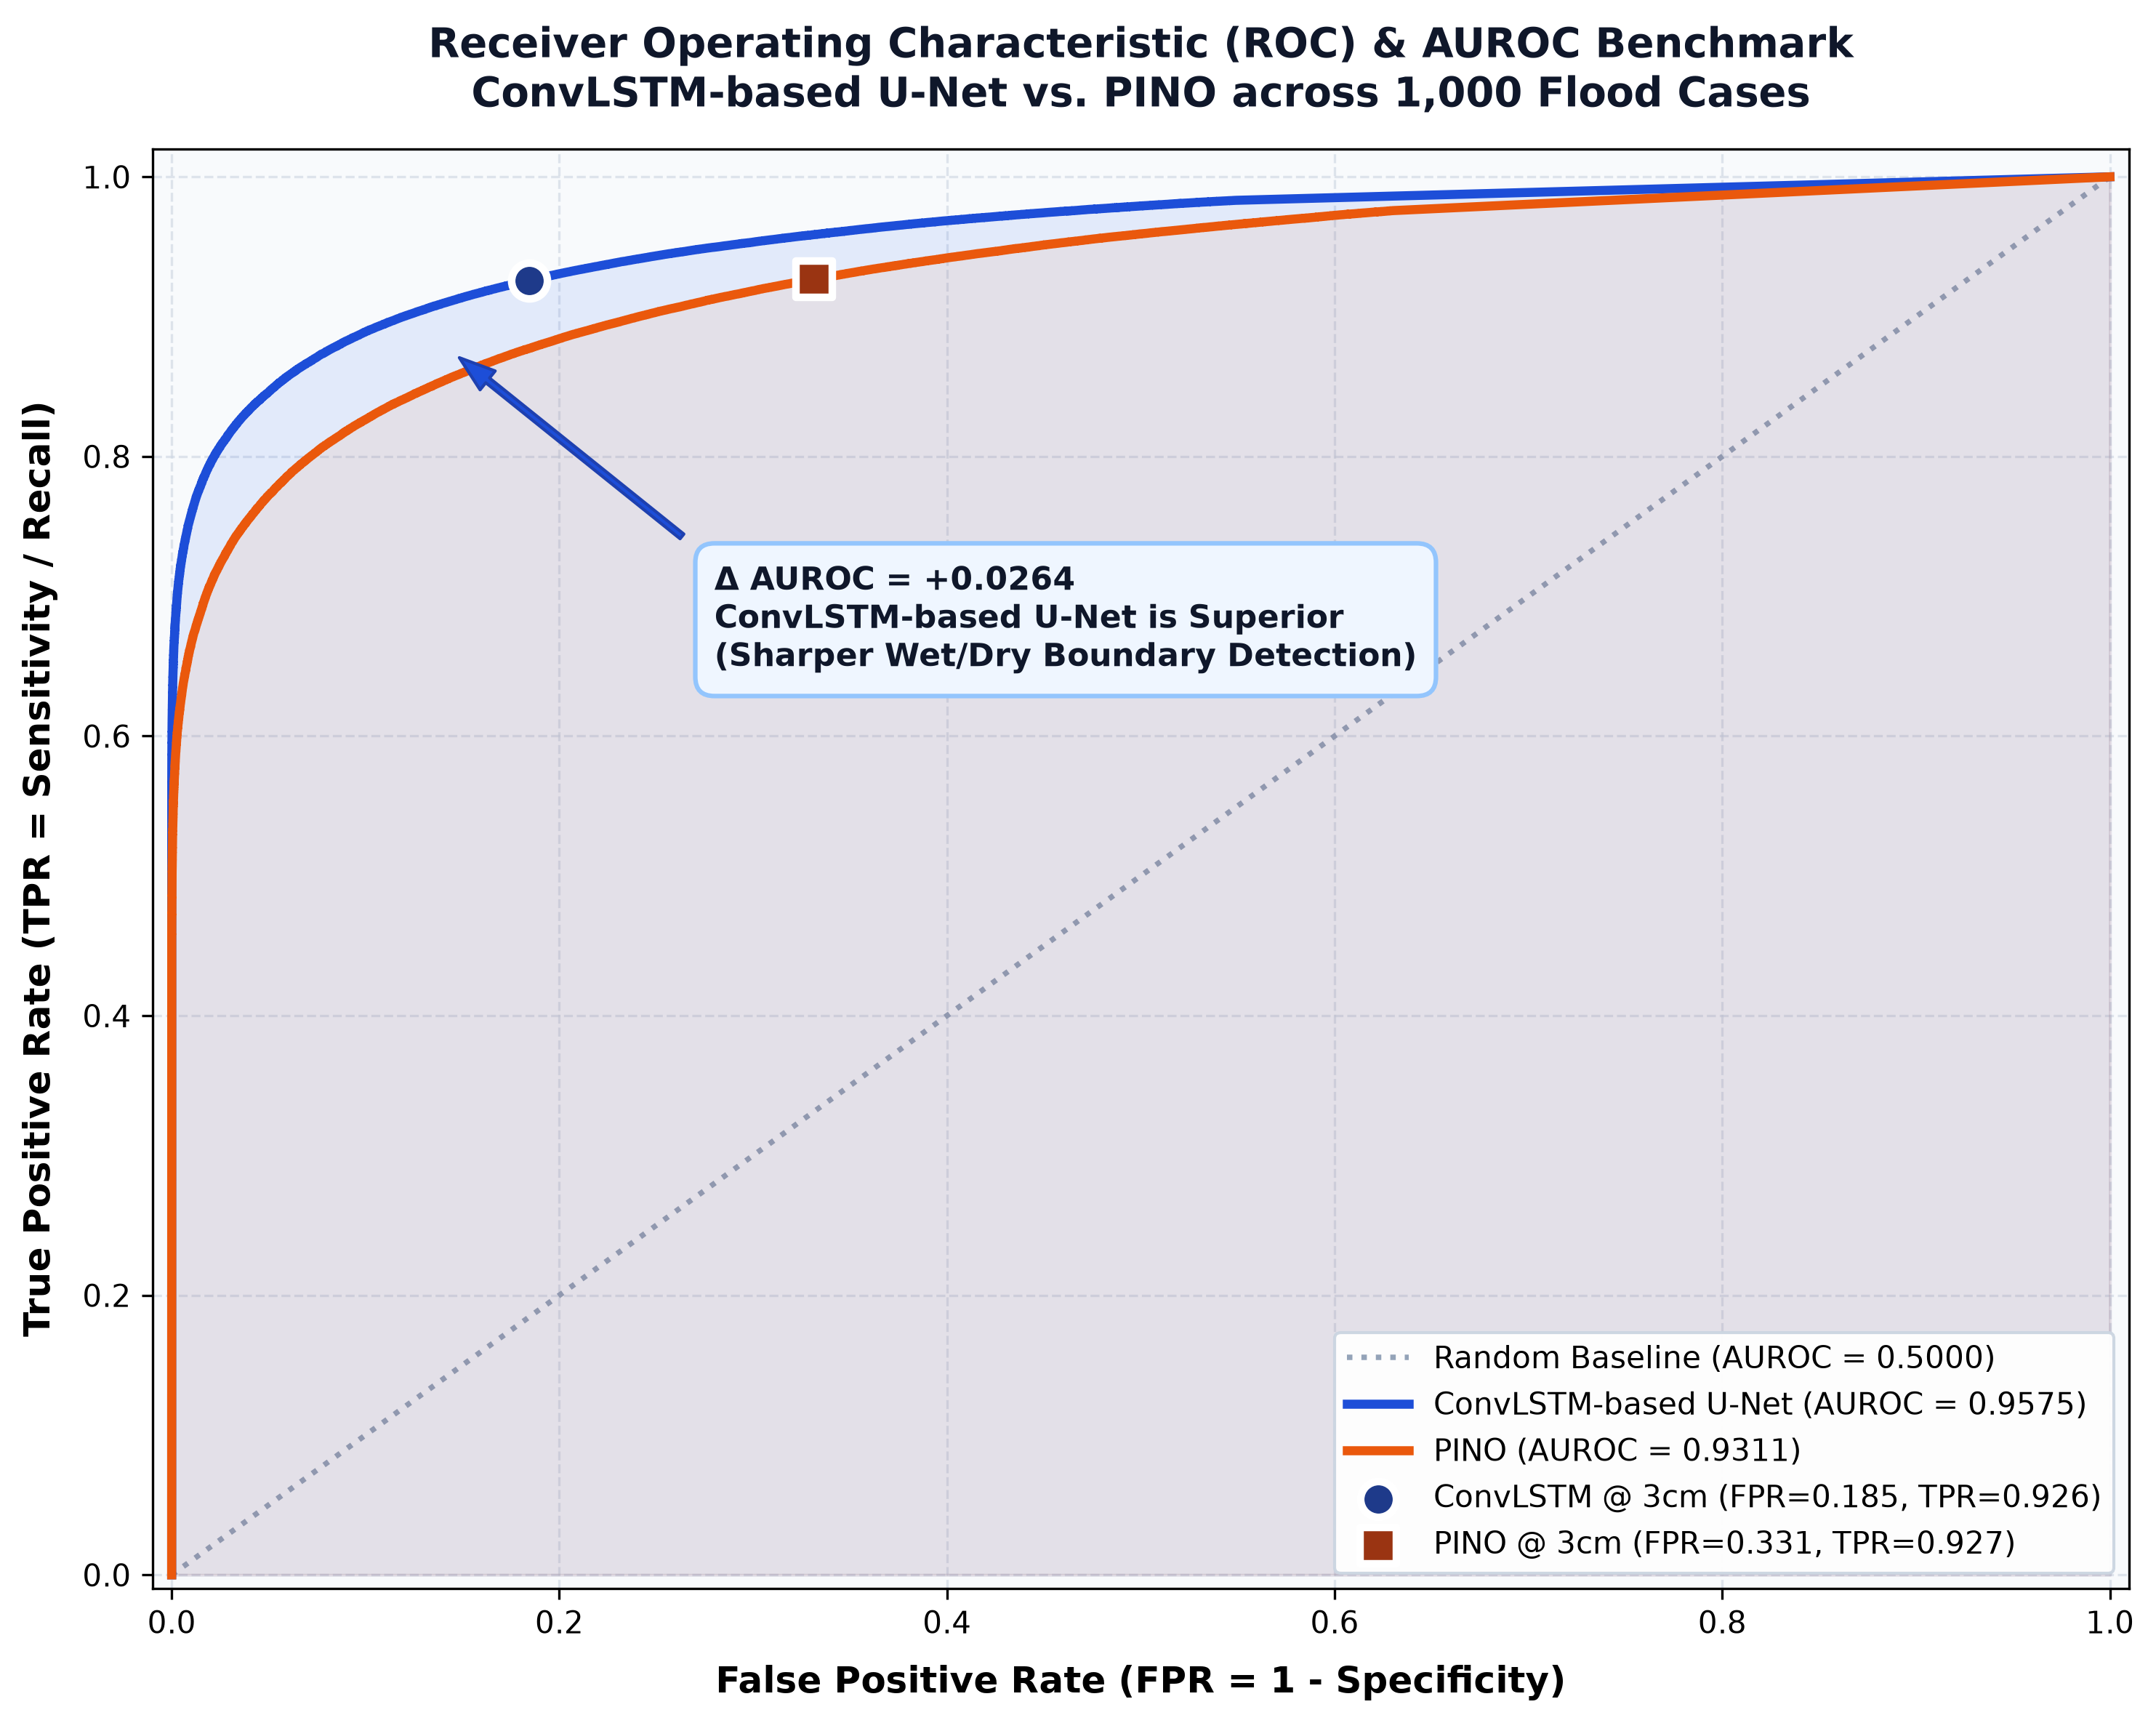 Receiver Operating Characteristic (ROC) & AUROC Benchmark
ConvLSTM-based U-Net vs. PINO across 1,000 Flood Cases
True Positive Rate (TPR = Sensitivity / Recall)
1.0
0.8
0.6
0.4
0.2
0.0
Δ AUROC = +0.0264
ConvLSTM-based U-Net is Superior
(Sharper Wet/Dry Boundary Detection)
Random Baseline (AUROC = 0.5000)
ConvLSTM-based U-Net (AUROC = 0.9575)
PINO (AUROC = 0.9311)
ConvLSTM @ 3cm (FPR=0.185, TPR=0.926)
PINO @ 3cm (FPR=0.331, TPR=0.927)
0.0 0.2 0.4 0.6 0.8 1.0
False Positive Rate (FPR = 1 - Specificity)